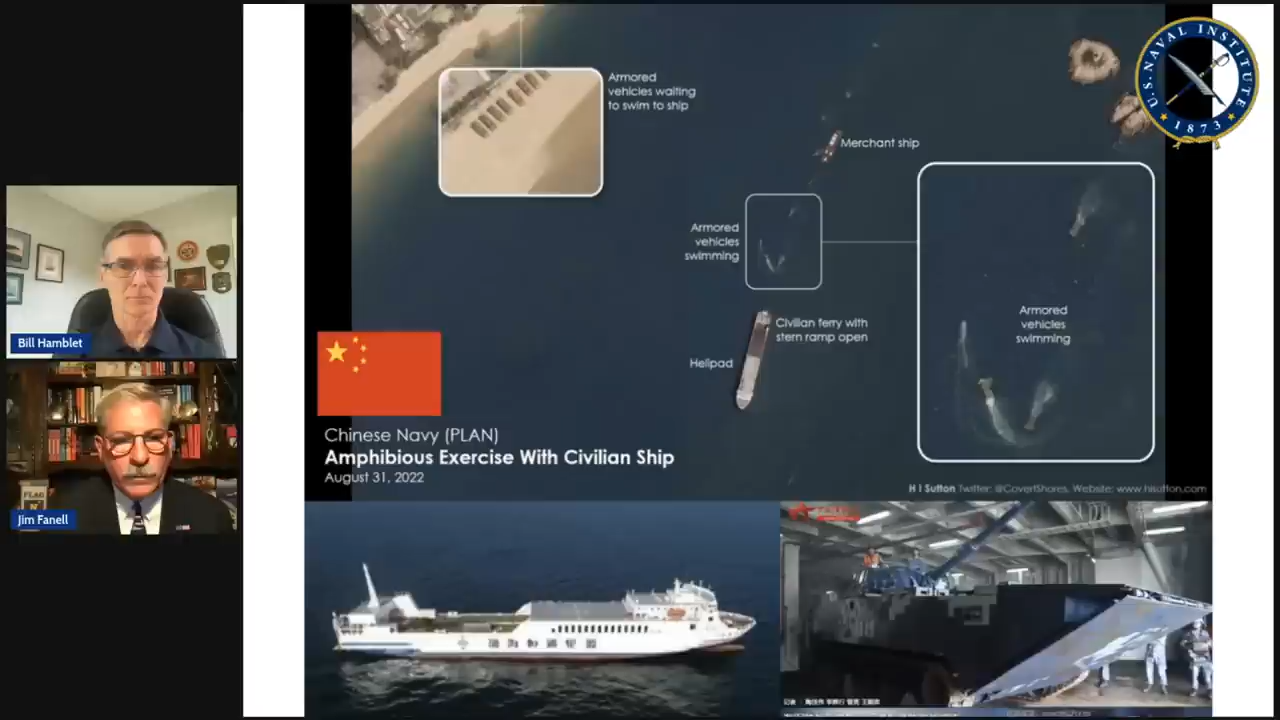 Armored
vehicles waiting
to swim to ship
Merchant ship
Armored
vehicles
swimming
Armored
vehicles
swimming
Civilian ferry with
stern ramp open
Helipad
Chinese Navy (PLAN)
Amphibious Exercise With Civilian Ship
August 31, 2022
H I Sutton Twitter: @CovertShores, Website: www.hisutton.com
U.S. NAVAL INSTITUTE
1873
Bill Hamblet
FLAG
Jim Fanell